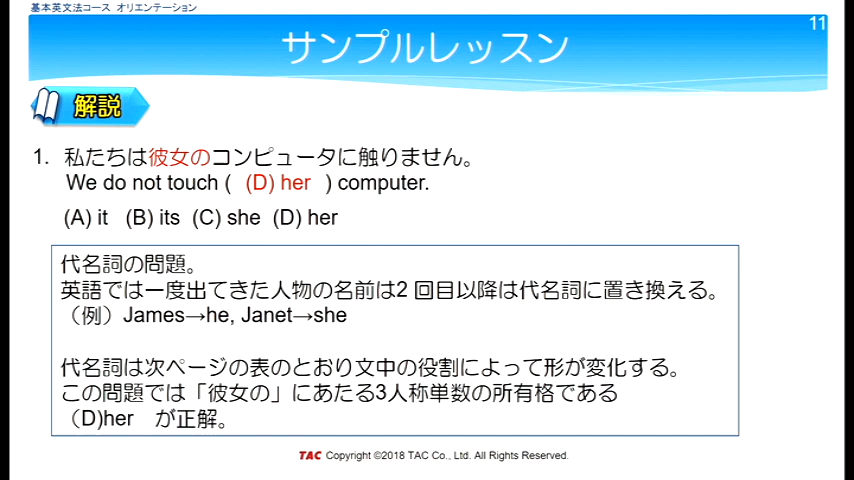 基本英文法コース オリエンテーション
11
サンプルレッスン
解説
1. 私たちは彼女のコンピュータに触りません。
We do not touch ( (D) her ) computer.
(A) it (B) its (C) she (D) her
代名詞の問題。
英語では一度出てきた人物の名前は2 回目以降は代名詞に置き換える。
（例）James→he, Janet→she
代名詞は次ページの表のとおり文中の役割によって形が変化する。
この問題では「彼女の」にあたる3人称単数の所有格である
（D)her が正解。
TAC Copyright ©2018 TAC Co., Ltd. All Rights Reserved.